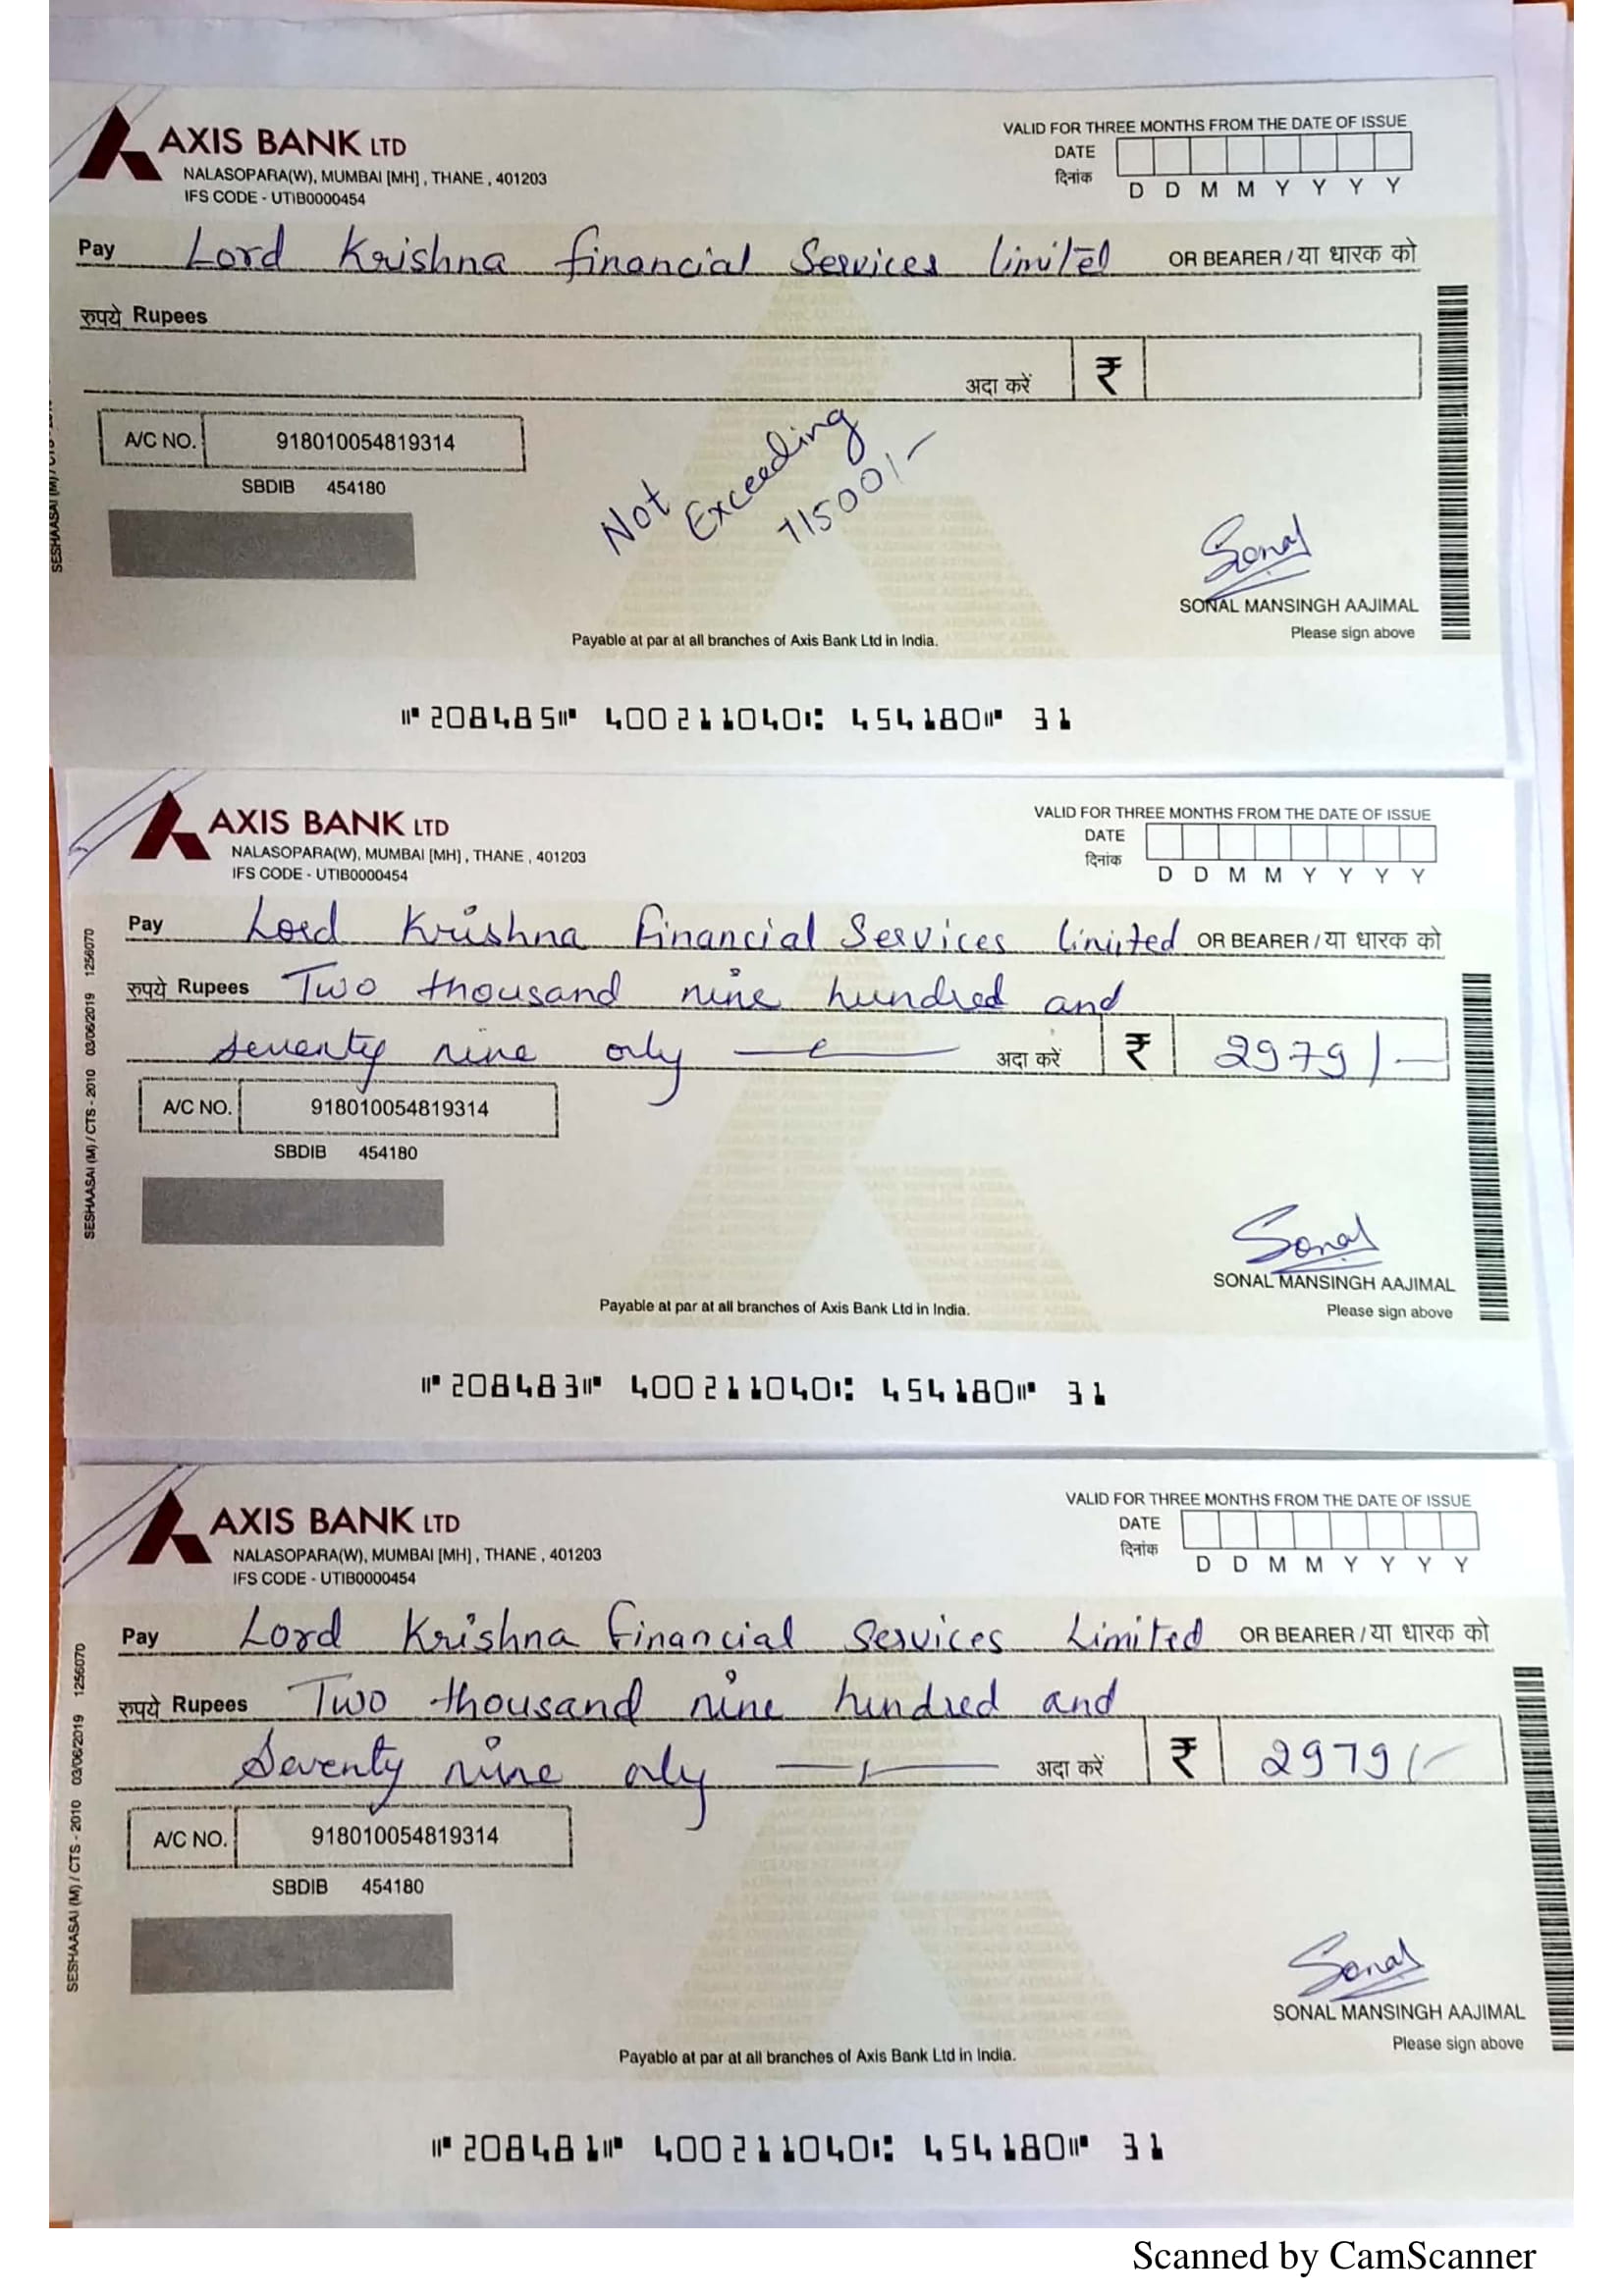 AXIS BANK LTD
NALASOPARA(W), MUMBAI [MH] , THANE , 401203
IFS CODE - UTIB0000454
VALID FOR THREE MONTHS FROM THE DATE OF ISSUE
DATE
दिनांक
D D M M Y Y Y Y
Pay Lord Krishna financial Services limited OR BEARER / या धारक को
रुपये Rupees
अदा करें ₹
A/C NO. 918010054819314
SBDIB 454180
Not
Exceeding
71500/-
Sonal
SONAL MANSINGH AAJIMAL
Please sign above
Payable at par at all branches of Axis Bank Ltd in India.
⑈208485⑈ 400211040⑆ 454180⑈ 31
AXIS BANK LTD
NALASOPARA(W), MUMBAI [MH] , THANE , 401203
IFS CODE - UTIB0000454
VALID FOR THREE MONTHS FROM THE DATE OF ISSUE
DATE
दिनांक
D D M M Y Y Y Y
Pay Lord Krishna Financial Services limited OR BEARER / या धारक को
रुपये Rupees Two thousand nine hundred and
seventy nine only अदा करें ₹ 2979/-
A/C NO. 918010054819314
SBDIB 454180
SESHAASAI (M) / CTS - 2010 03/06/2019 1256070
Sonal
SONAL MANSINGH AAJIMAL
Please sign above
Payable at par at all branches of Axis Bank Ltd in India.
⑈208483⑈ 400211040⑆ 454180⑈ 31
AXIS BANK LTD
NALASOPARA(W), MUMBAI [MH] , THANE , 401203
IFS CODE - UTIB0000454
VALID FOR THREE MONTHS FROM THE DATE OF ISSUE
DATE
दिनांक
D D M M Y Y Y Y
Pay Lord Krishna Financial Services Limited OR BEARER / या धारक को
रुपये Rupees Two thousand nine hundred and
Seventy nine only अदा करें ₹ 2979/-
A/C NO. 918010054819314
SBDIB 454180
SESHAASAI (M) / CTS - 2010 03/06/2019 1256070
Sonal
SONAL MANSINGH AAJIMAL
Please sign above
Payable at par at all branches of Axis Bank Ltd in India.
⑈208481⑈ 400211040⑆ 454180⑈ 31
Scanned by CamScanner